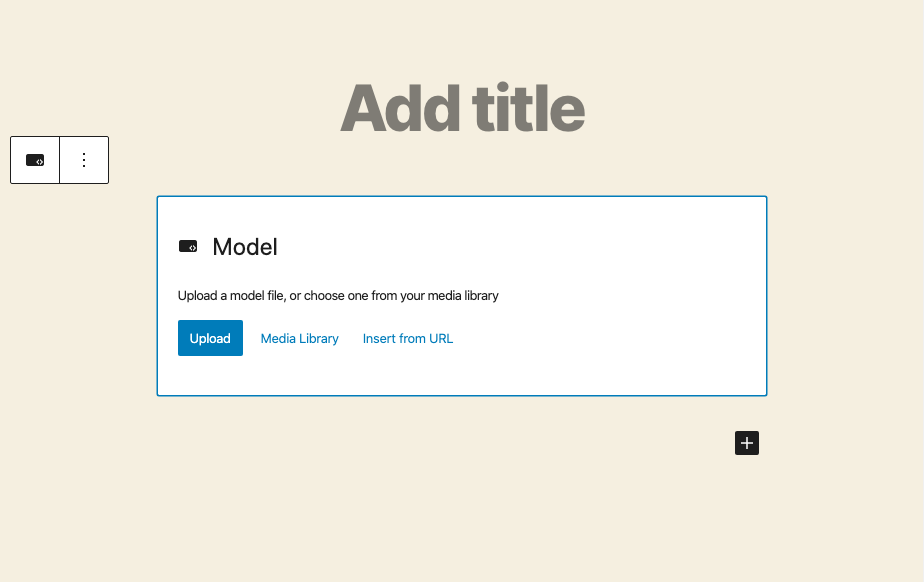 Add title
Model
Upload a model file, or choose one from your media library
Upload Media Library Insert from URL